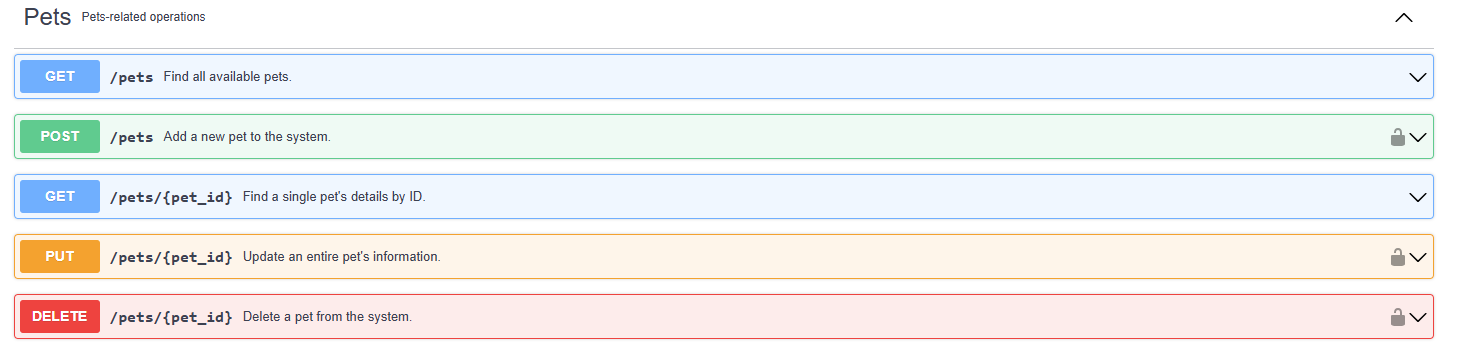 Pets Pets-related operations
GET /pets Find all available pets.
POST /pets Add a new pet to the system.
GET /pets/{pet_id} Find a single pet's details by ID.
PUT /pets/{pet_id} Update an entire pet's information.
DELETE /pets/{pet_id} Delete a pet from the system.